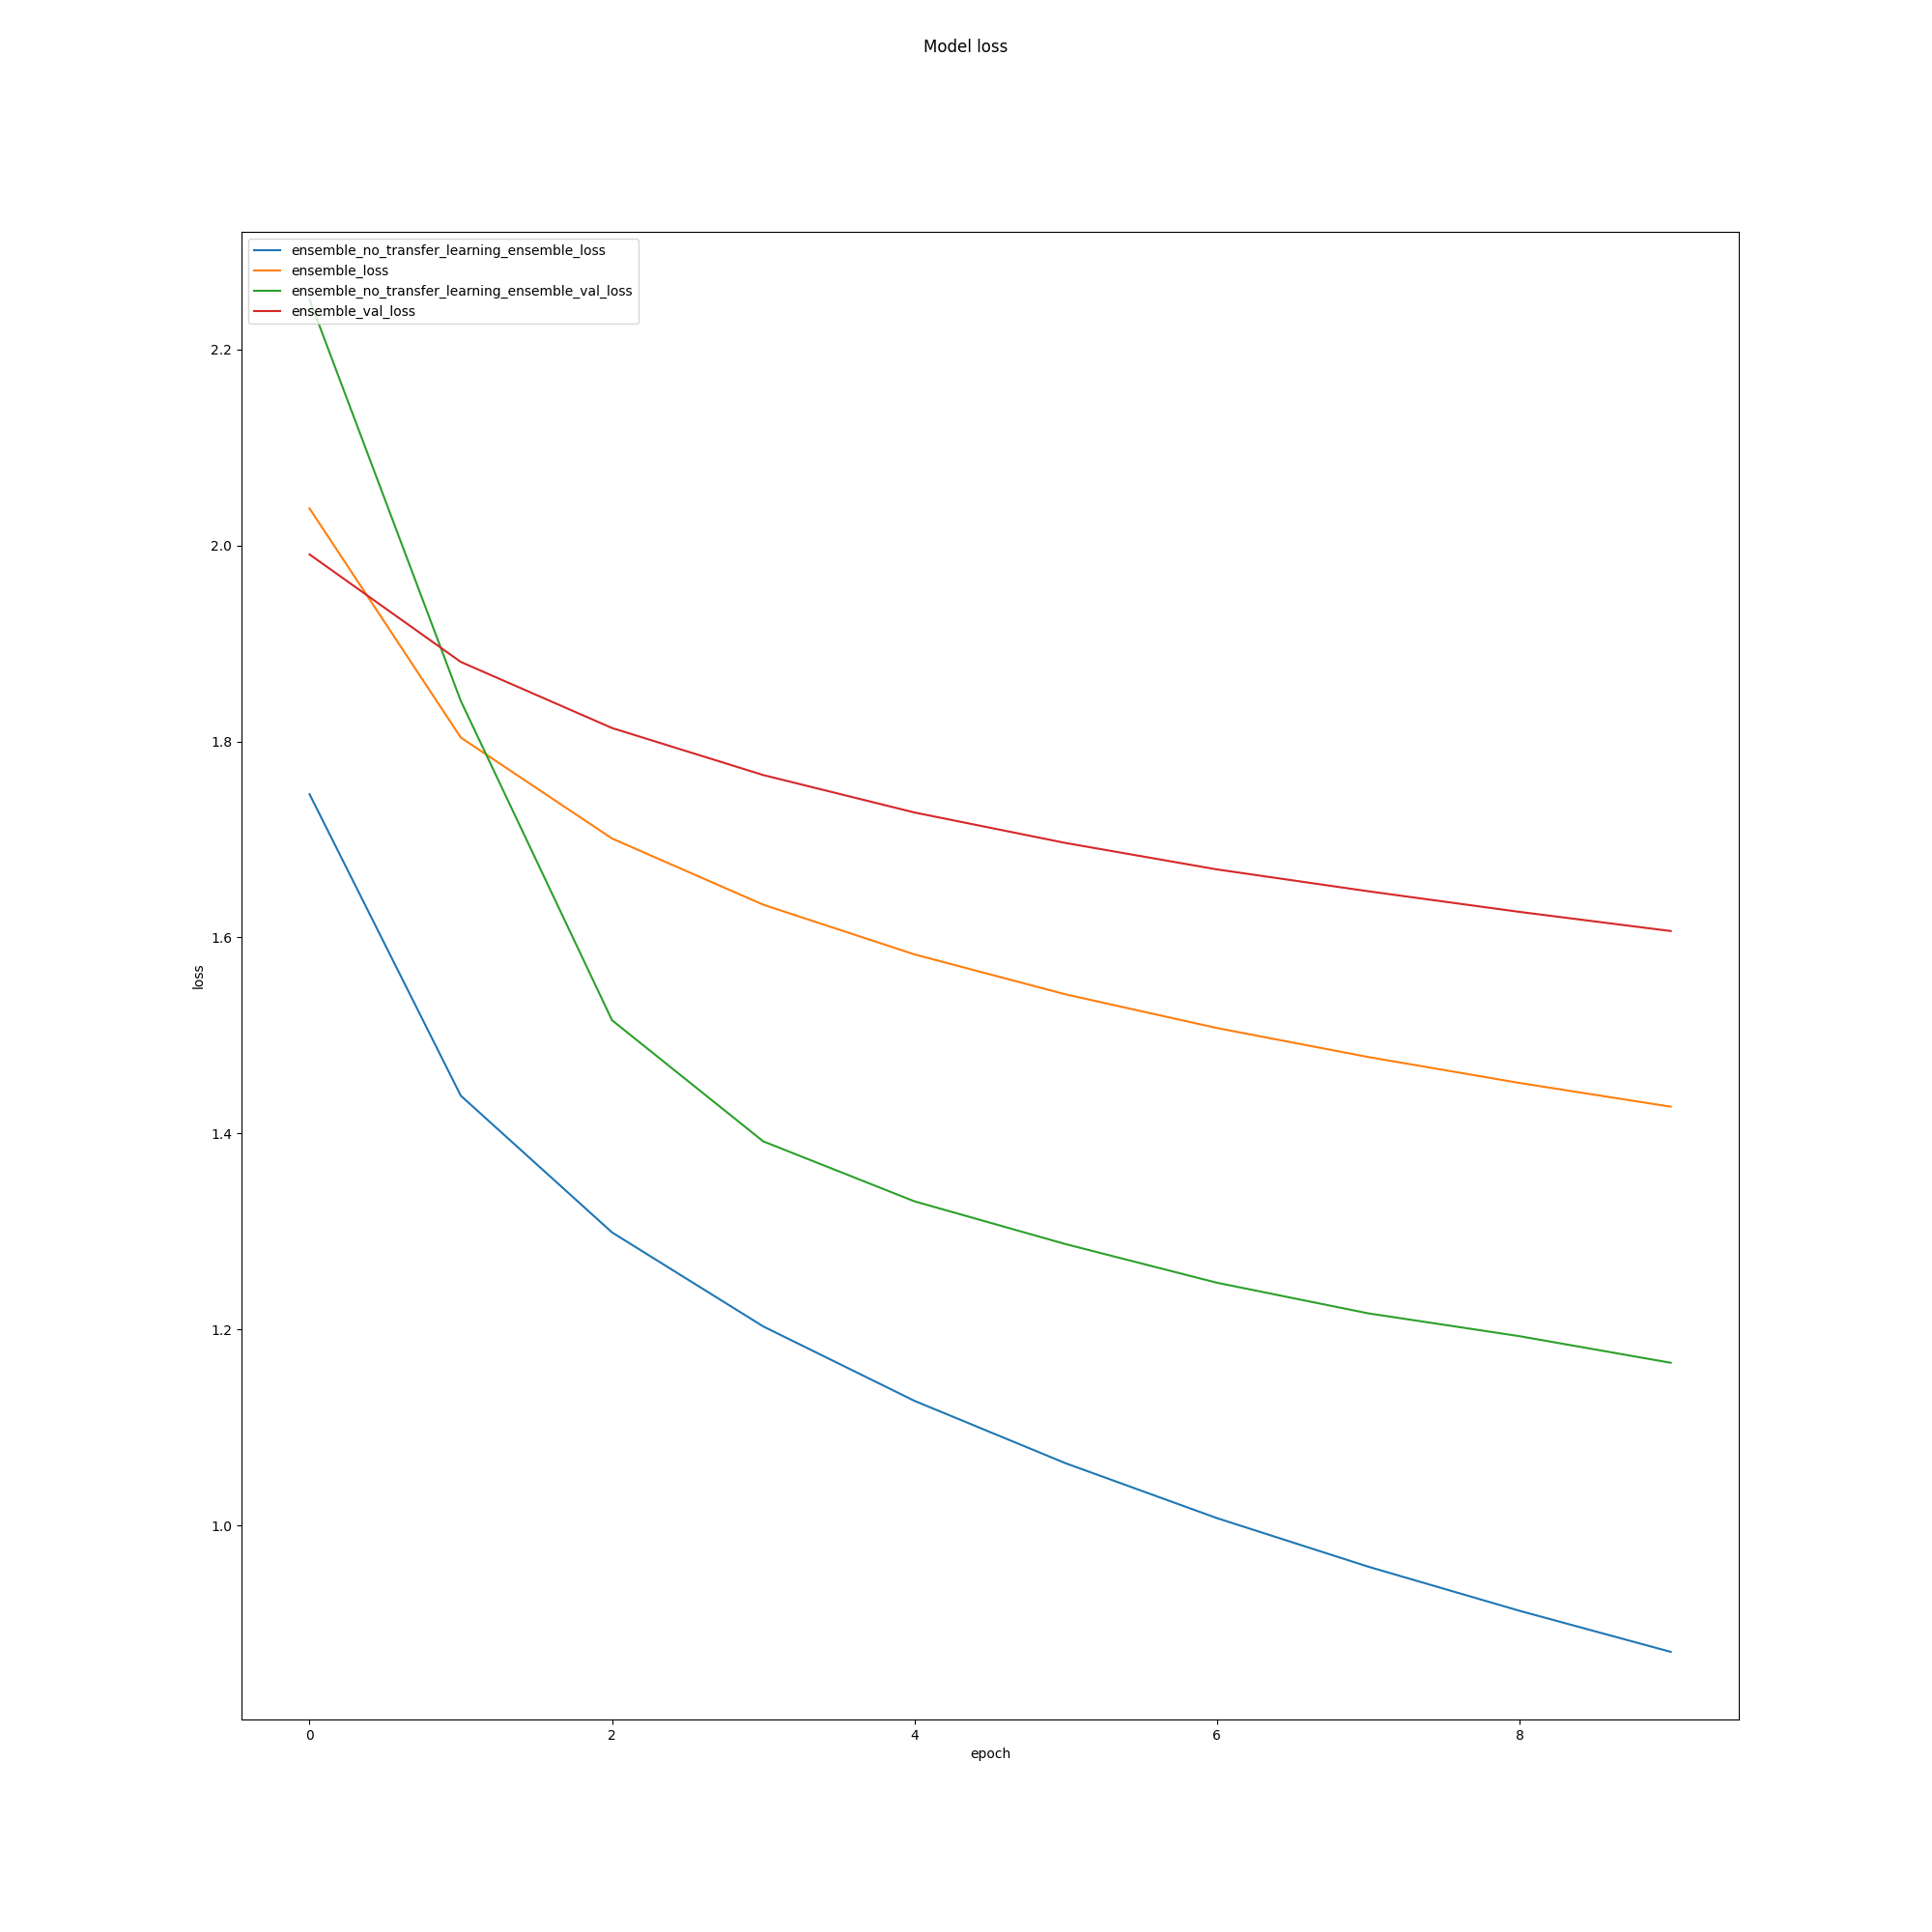 Model loss
ensemble_no_transfer_learning_ensemble_loss
ensemble_loss
ensemble_no_transfer_learning_ensemble_val_loss
ensemble_val_loss
2.2
2.0
1.8
1.6
1.4
1.2
1.0
loss
0 2 4 6 8
epoch